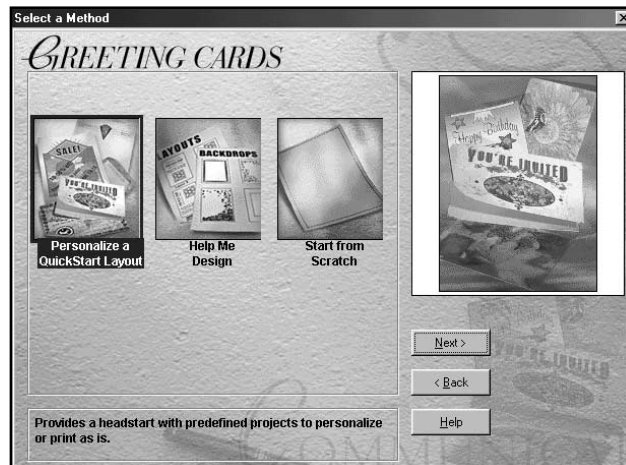 Select a Method
GREETING CARDS
SALE!
YOU'RE INVITED
Personalize a
QuickStart Layout
LAYOUTS
BACKDROPS
Help Me
Design
Start from
Scratch
Happy Birthday
YOU'RE INVITED
Next >
< Back
Help
Provides a headstart with predefined projects to personalize
or print as is.